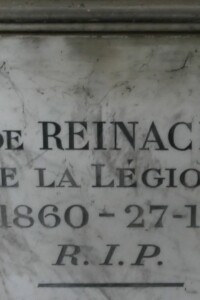 DE REINAC
E LA LÉGIO
1860 - 27-1
R.I.P.